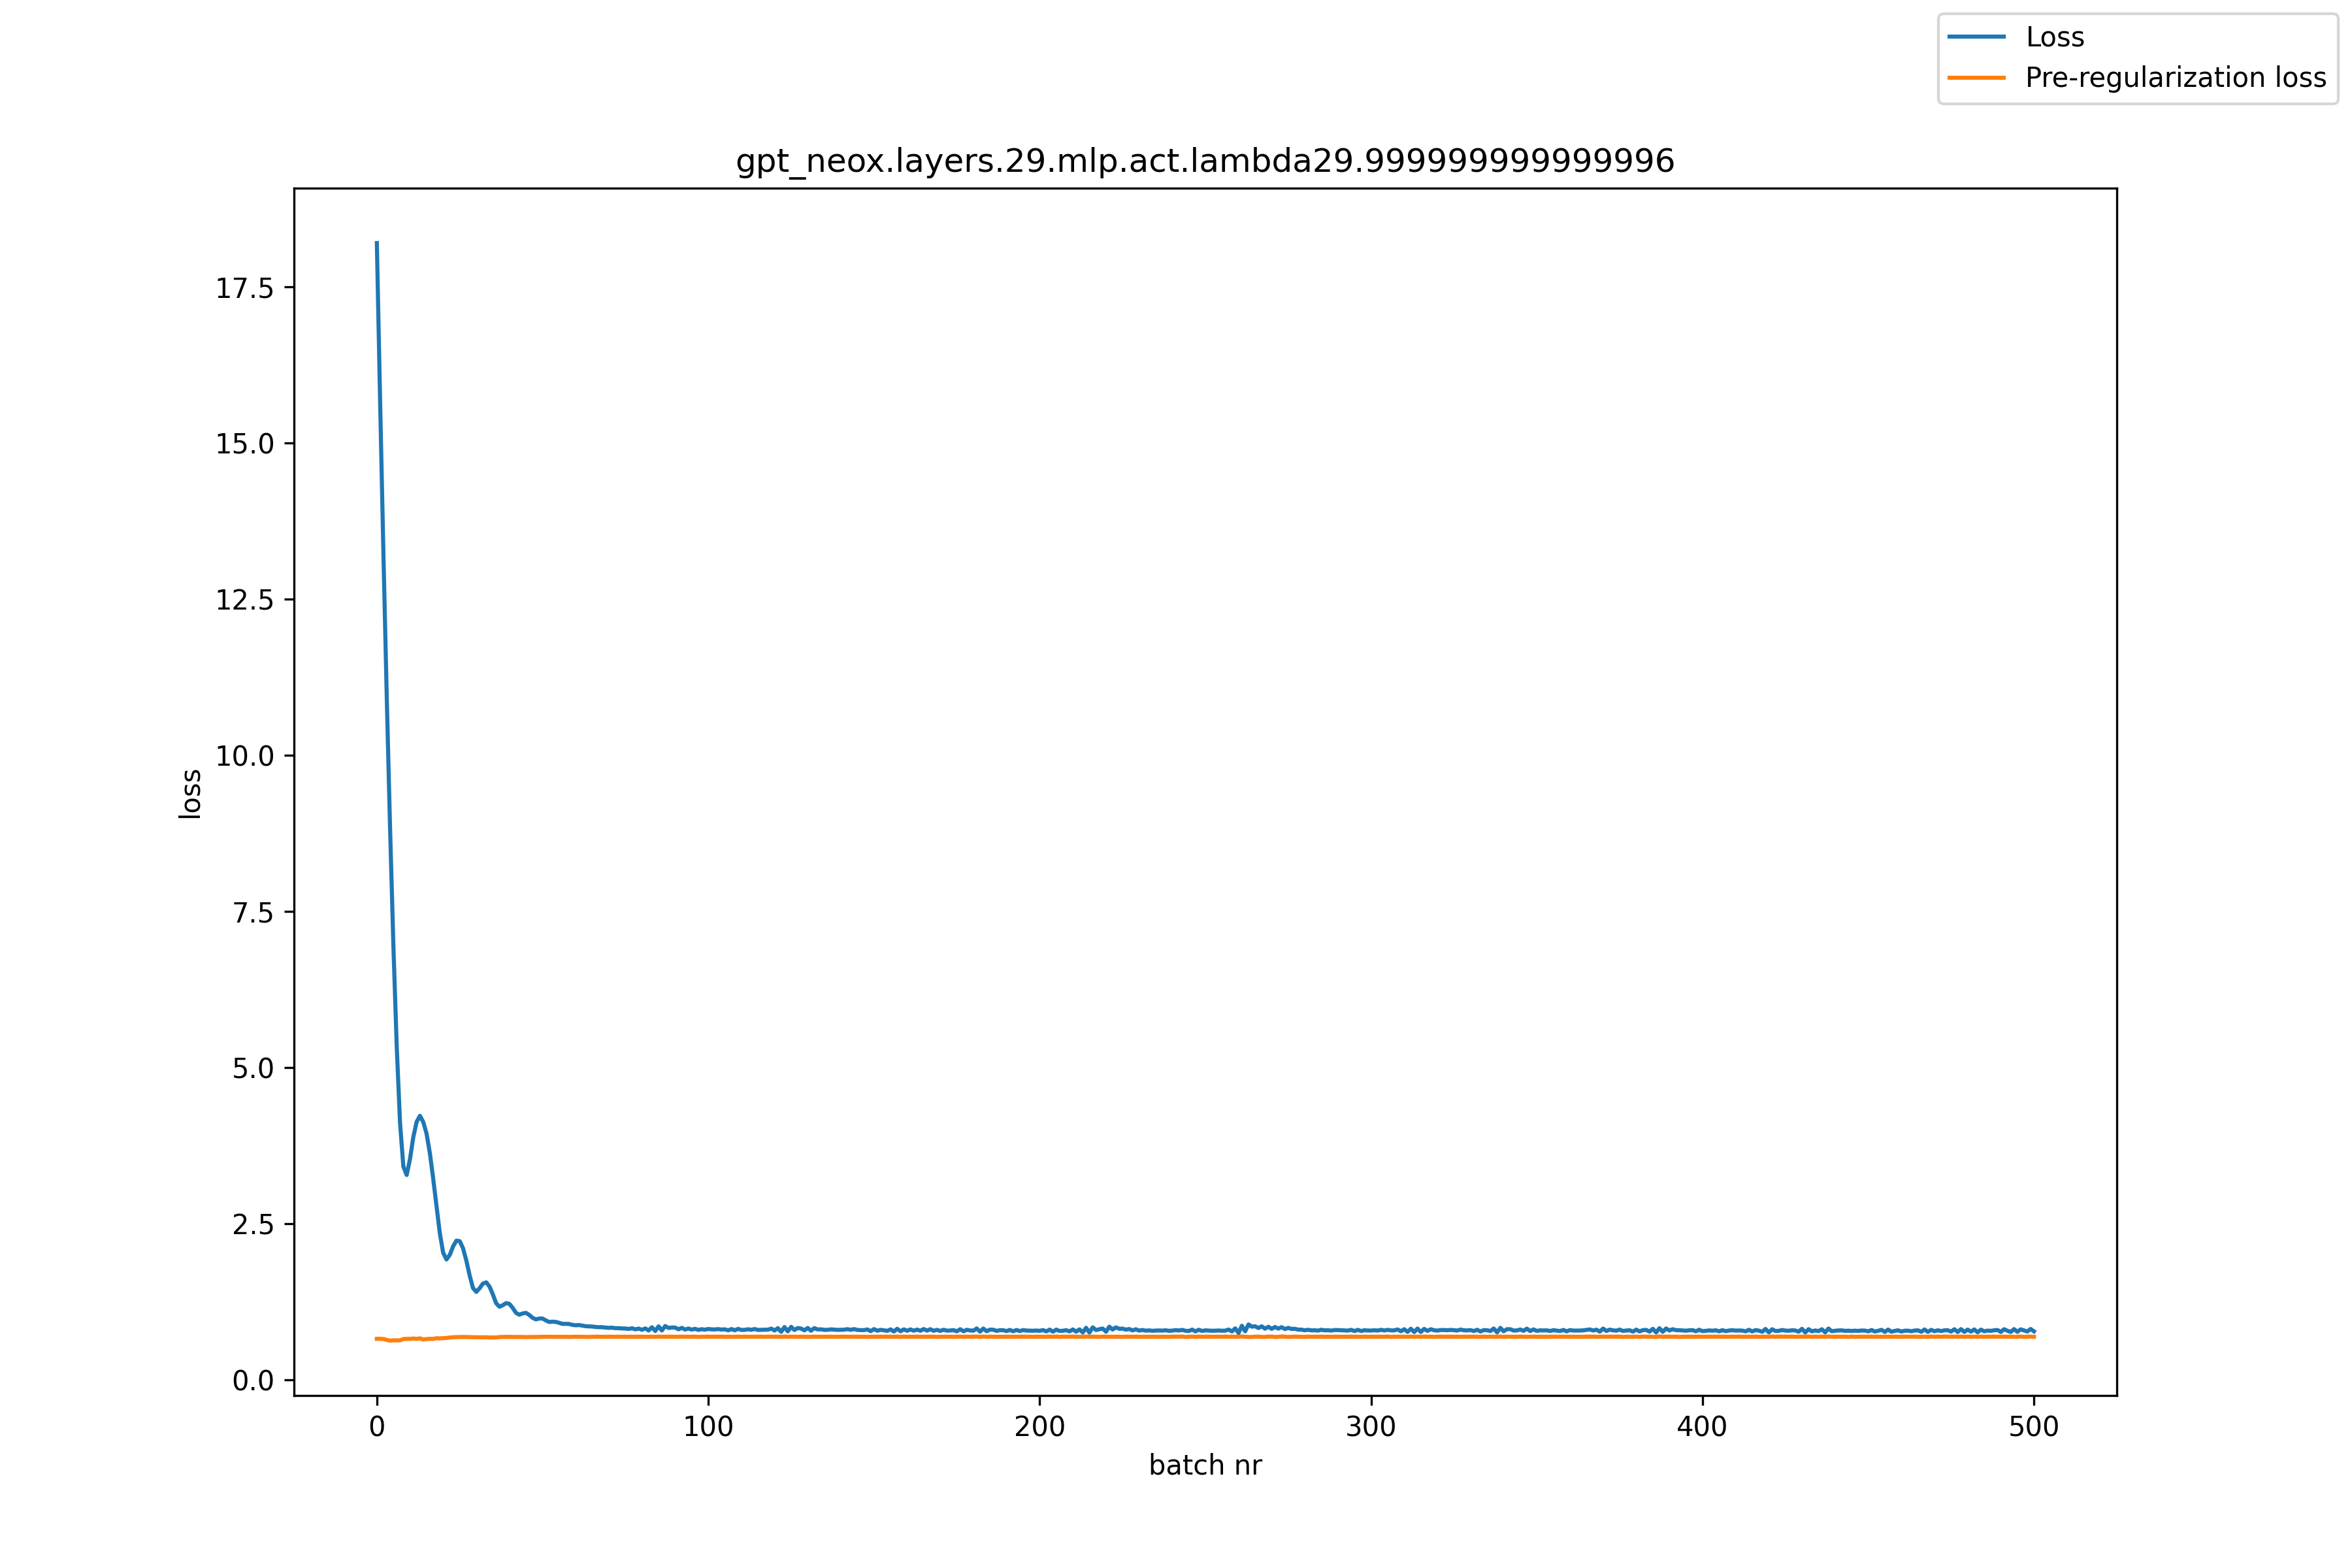 Loss
Pre-regularization loss
gpt_neox.layers.29.mlp.act.lambda29.999999999999996
17.5
15.0
12.5
10.0
7.5
5.0
2.5
0.0
loss
0 100 200 300 400 500
batch nr